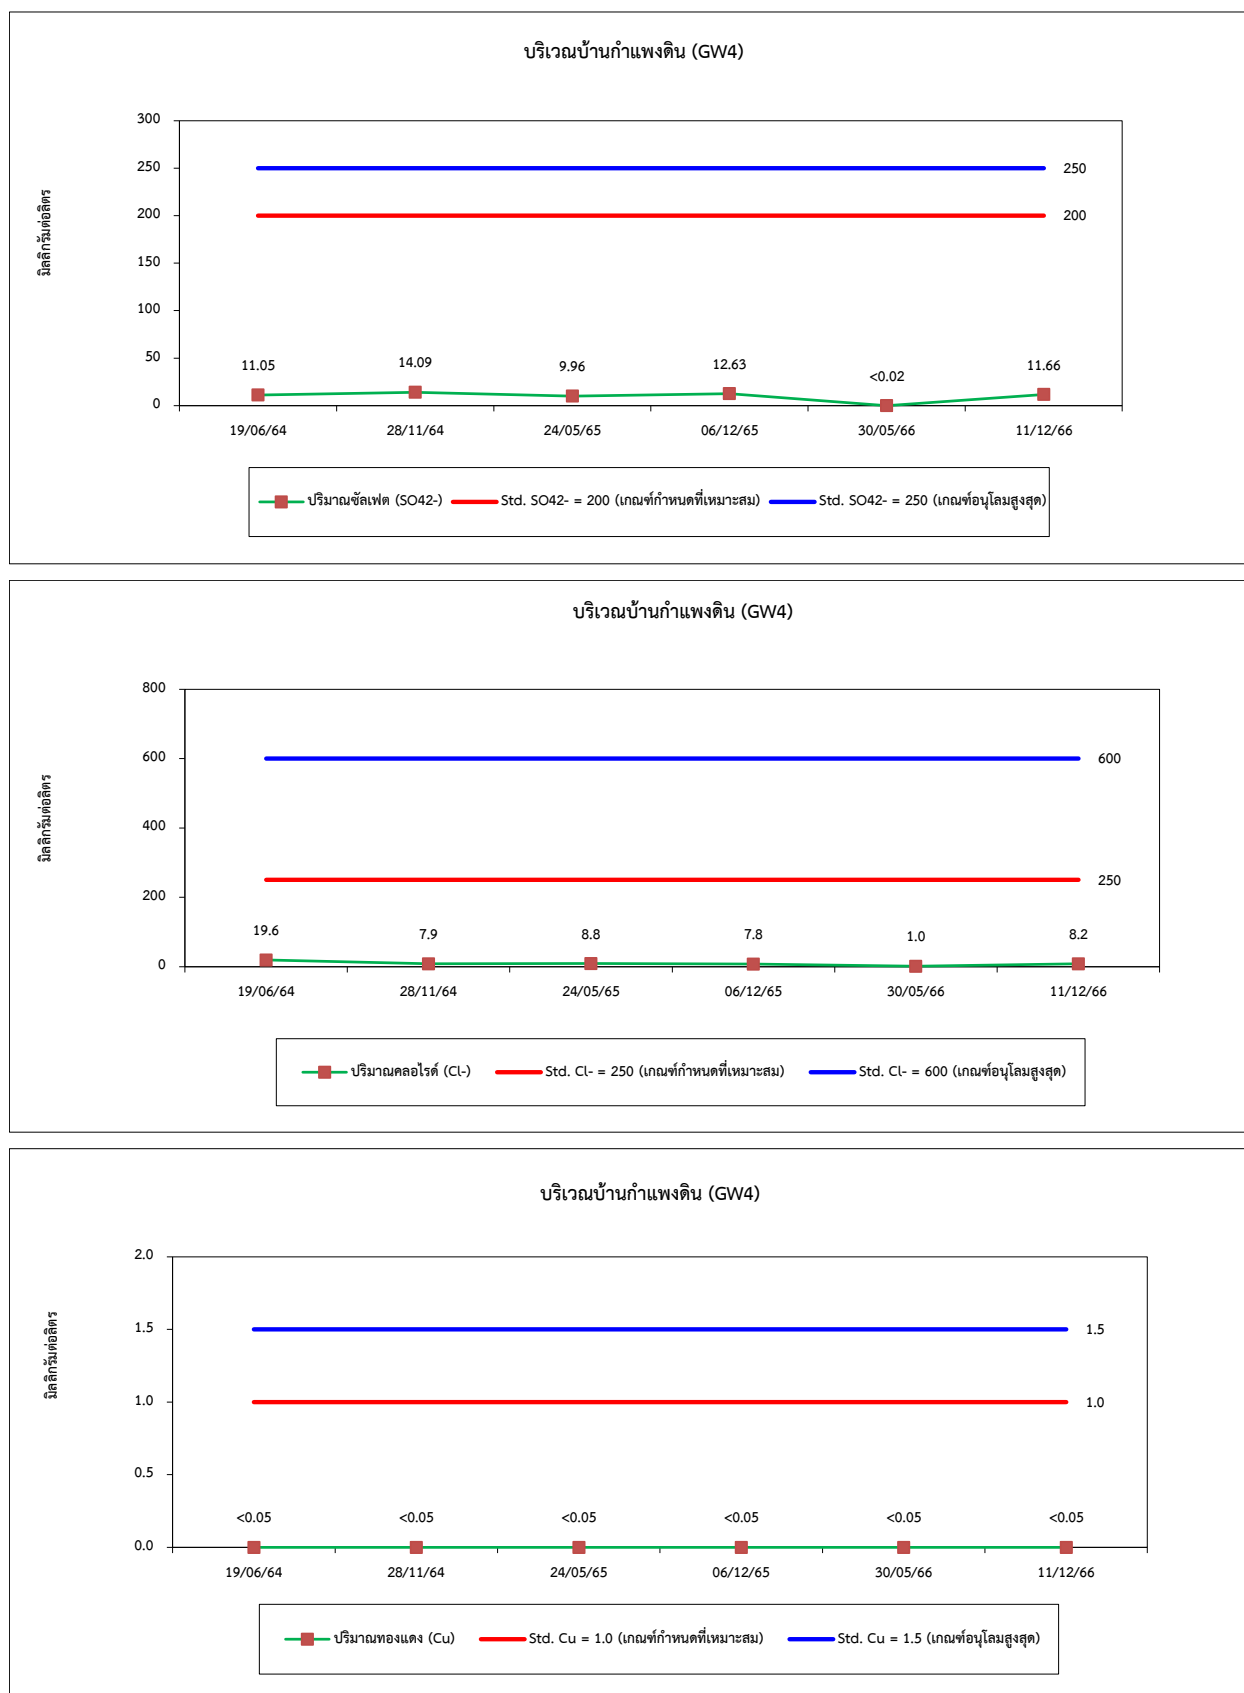 บริเวณบ้านกำแพงดิน (GW4)
300
250
200
150
100
50
0
มิลลิกรัมต่อลิตร
250
200
11.05 14.09 9.96 12.63 <0.02 11.66
19/06/64 28/11/64 24/05/65 06/12/65 30/05/66 11/12/66
ปริมาณซัลเฟต (SO42-) Std. SO42- = 200 (เกณฑ์กำหนดที่เหมาะสม) Std. SO42- = 250 (เกณฑ์อนุโลมสูงสุด)
บริเวณบ้านกำแพงดิน (GW4)
800
600
400
200
0
มิลลิกรัมต่อลิตร
600
250
19.6 7.9 8.8 7.8 1.0 8.2
19/06/64 28/11/64 24/05/65 06/12/65 30/05/66 11/12/66
ปริมาณคลอไรด์ (Cl-) Std. Cl- = 250 (เกณฑ์กำหนดที่เหมาะสม) Std. Cl- = 600 (เกณฑ์อนุโลมสูงสุด)
บริเวณบ้านกำแพงดิน (GW4)
2.0
1.5
1.0
0.5
0.0
มิลลิกรัมต่อลิตร
1.5
1.0
<0.05 <0.05 <0.05 <0.05 <0.05 <0.05
19/06/64 28/11/64 24/05/65 06/12/65 30/05/66 11/12/66
ปริมาณทองแดง (Cu) Std. Cu = 1.0 (เกณฑ์กำหนดที่เหมาะสม) Std. Cu = 1.5 (เกณฑ์อนุโลมสูงสุด)